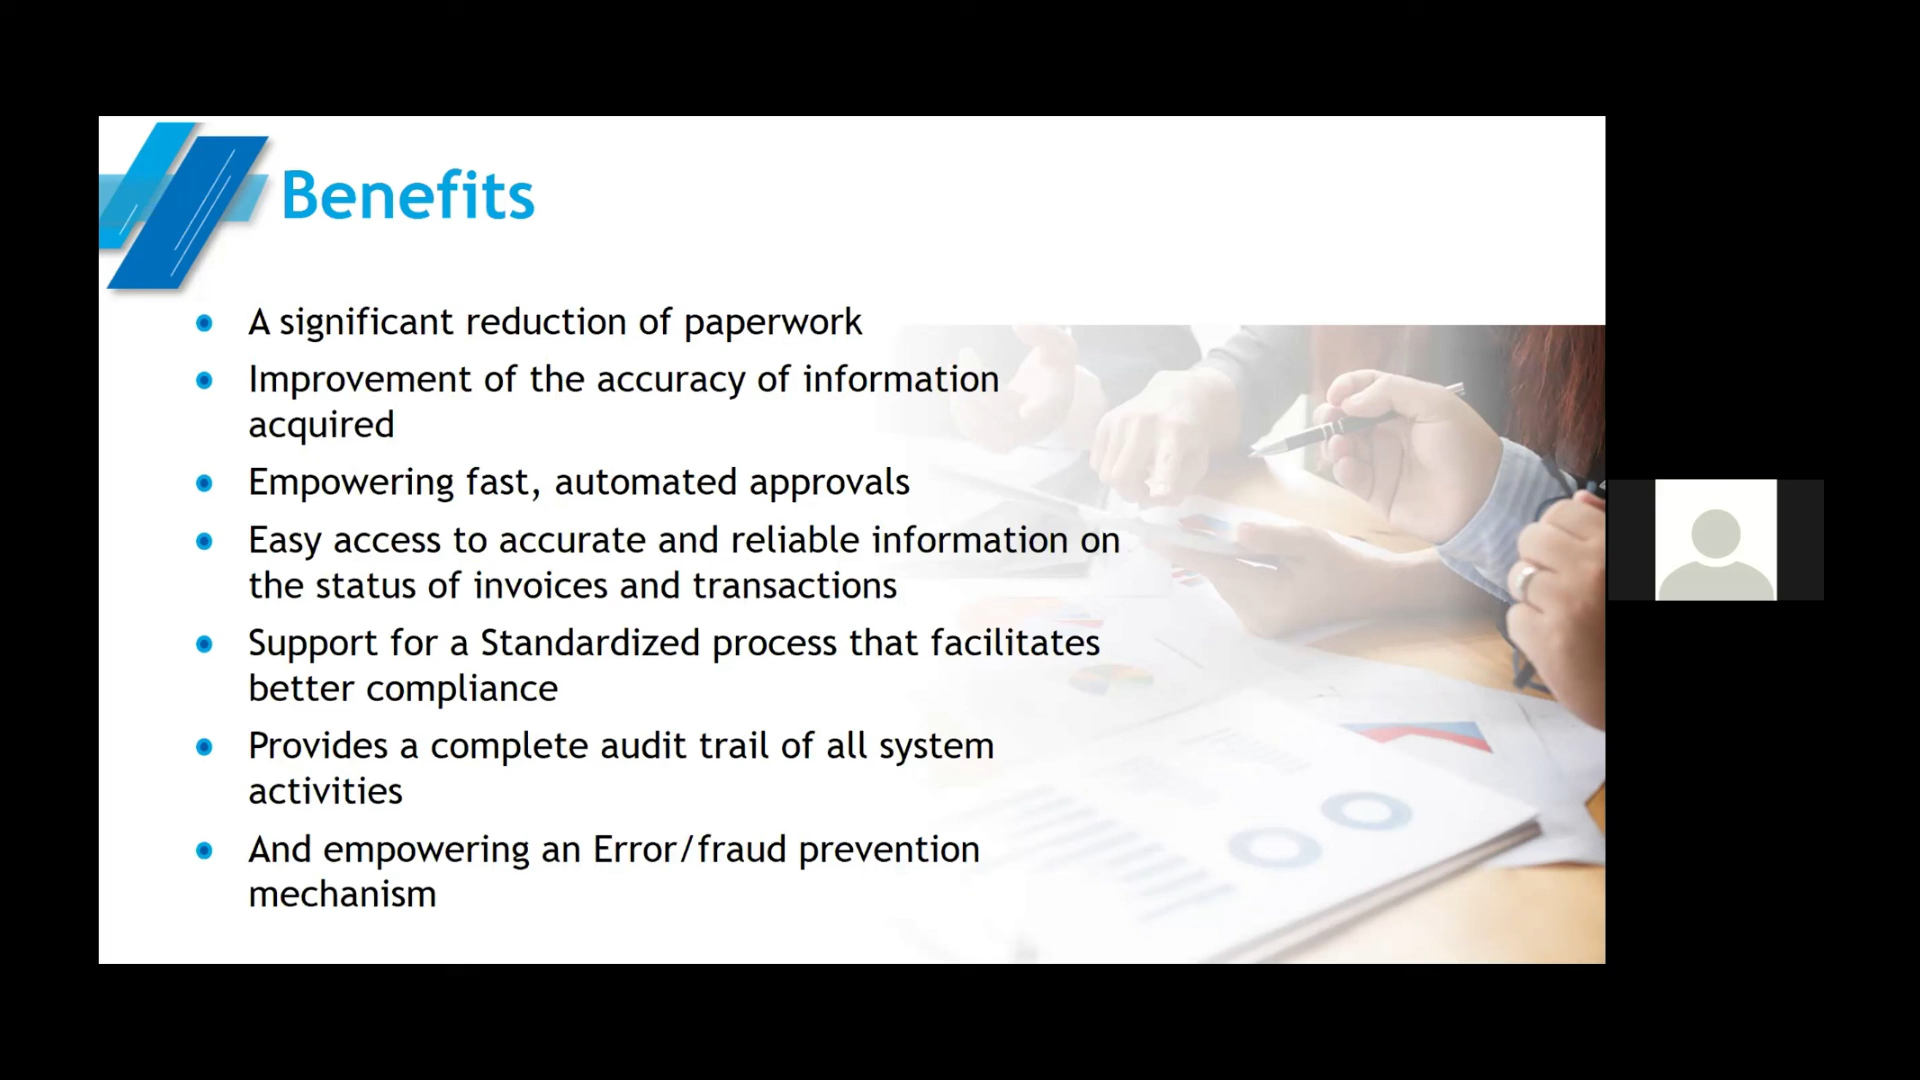 Benefits
A significant reduction of paperwork
Improvement of the accuracy of information
acquired
Empowering fast, automated approvals
Easy access to accurate and reliable information on
the status of invoices and transactions
Support for a Standardized process that facilitates
better compliance
Provides a complete audit trail of all system
activities
And empowering an Error/fraud prevention
mechanism